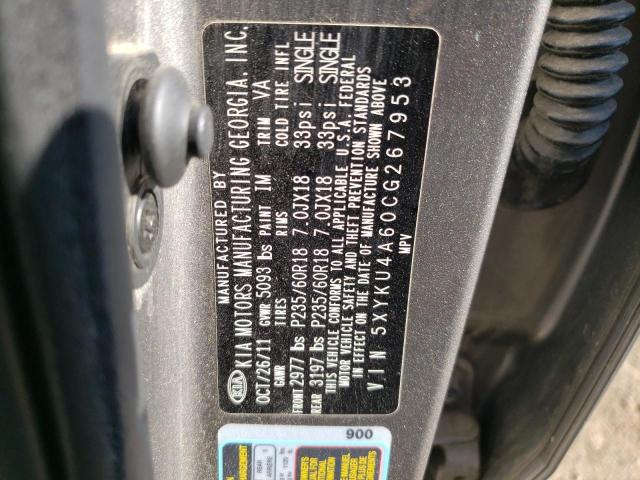 MANUFACTURED BY
KIA KIA MOTORS MANUFACTURING GEORGIA, INC.
OCT/26/11 GVWR 5093 lbs PAINT IM TRIM VA
GAWR TIRES RIMS COLD TIRE INFL
FRONT 2977 lbs P235/60R18 7.0JX18 33psi SINGLE
REAR 3197 lbs P235/60R18 7.0JX18 33psi SINGLE
THIS VEHICLE CONFORMS TO ALL APPLICABLE U.S.A. FEDERAL
MOTOR VEHICLE SAFETY AND THEFT PREVENTION STANDARDS
IN EFFECT ON THE DATE OF MANUFACTURE SHOWN ABOVE
VIN 5XYKU4A60CG267953
MPV
900
REAR